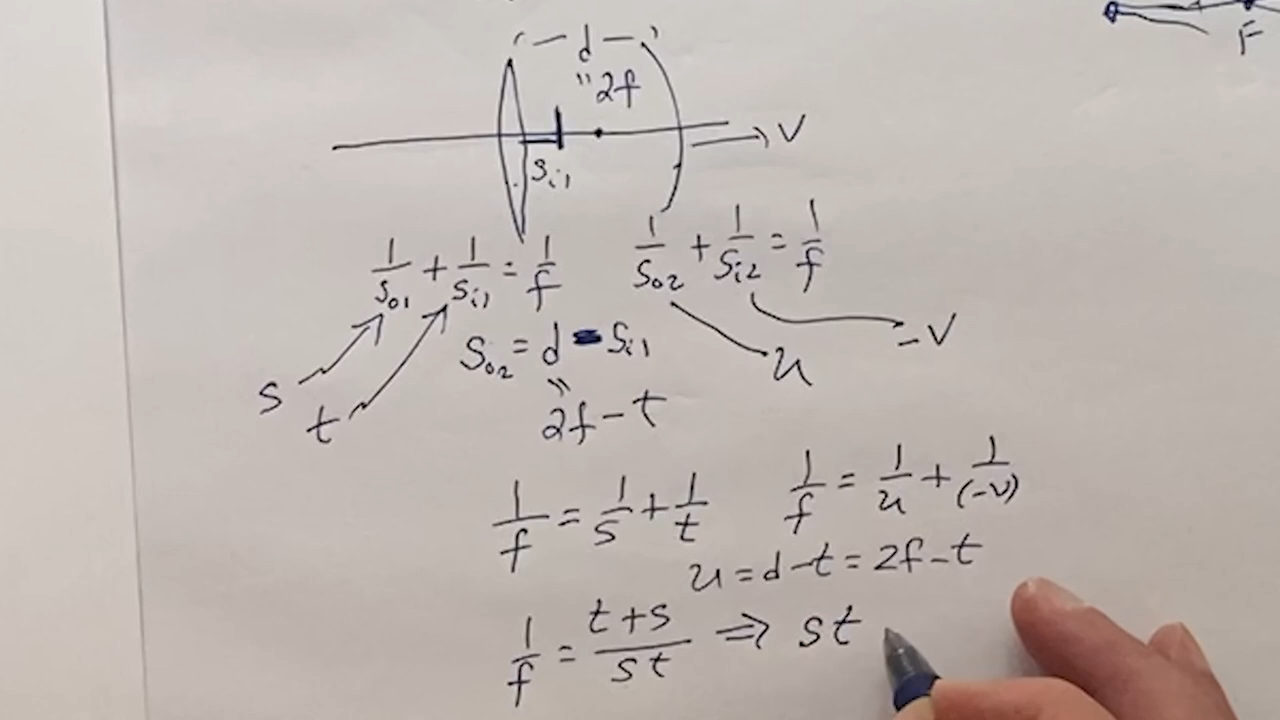 F
d
"2f
V
Si1
1/So1 + 1/Si1 = 1/f
1/So2 + 1/Si2 = 1/f
-V
So2 = d - Si1
u
s
t
"
2f - t
1/f = 1/s + 1/t
1/f = 1/u + 1/(-v)
u = d - t = 2f - t
1/f = t+s/st ⇒ st